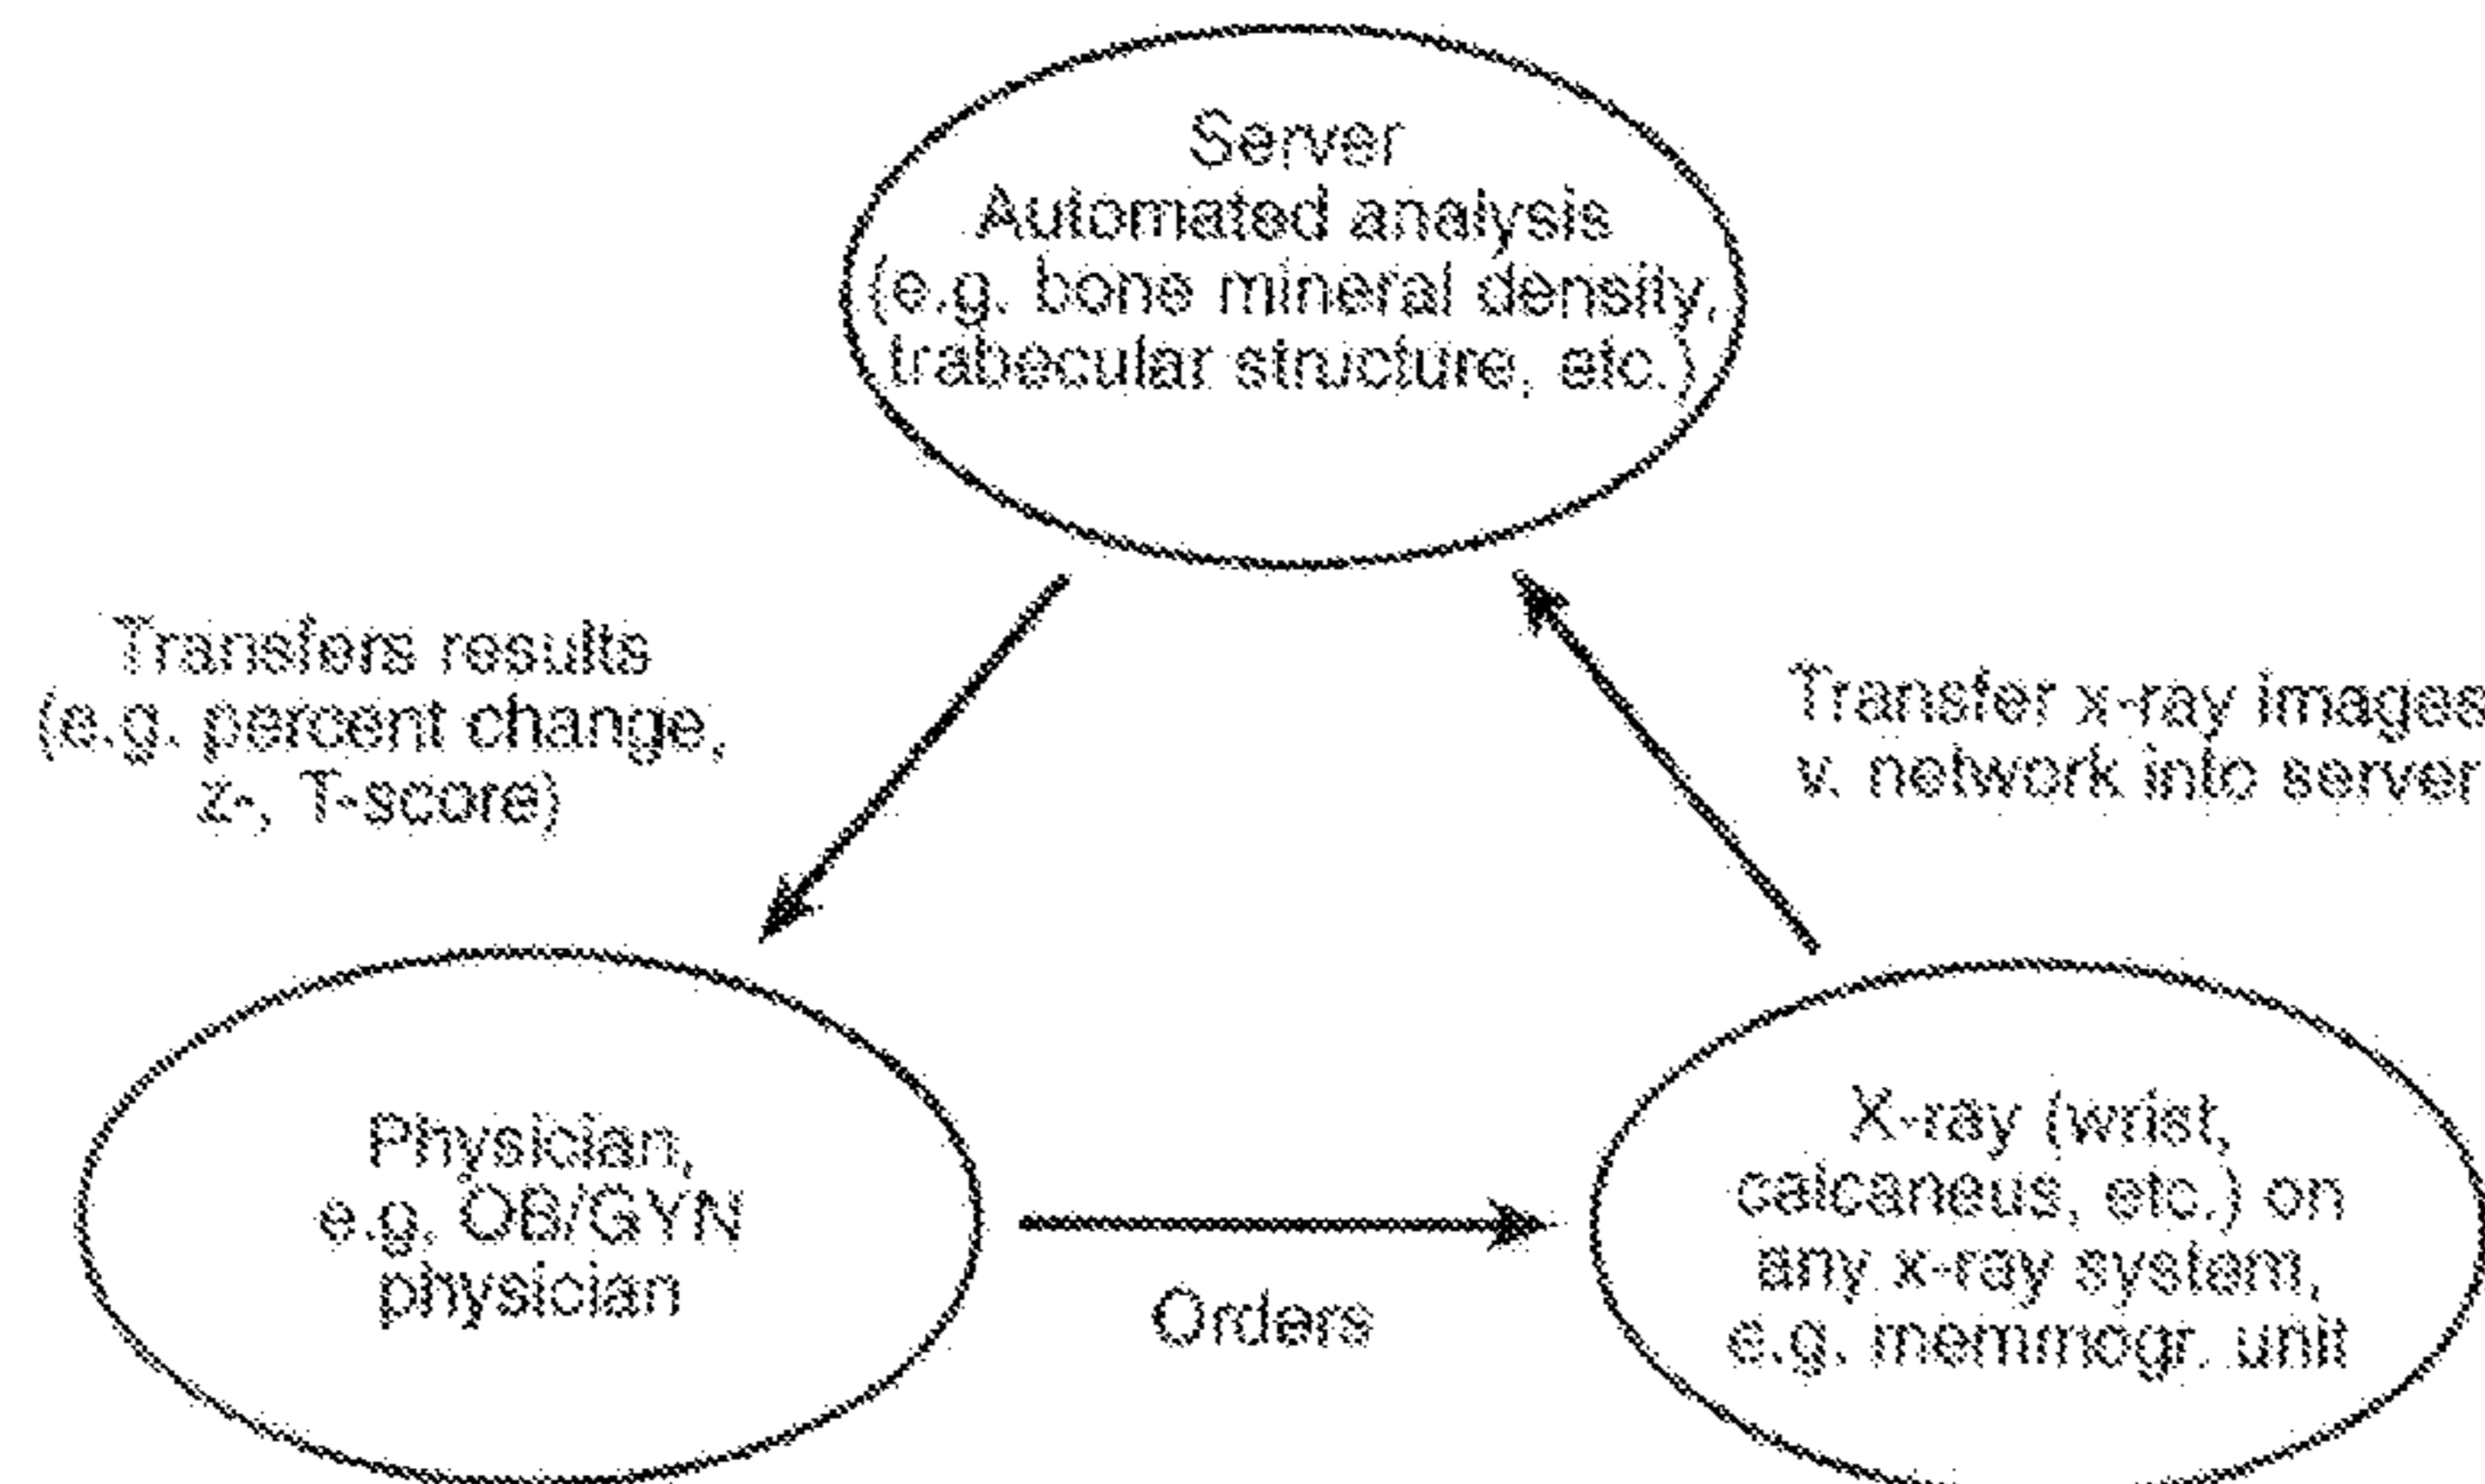 Server
Automated analysis
(e.g. bone mineral density,
trabecular structure, etc.)
Transfers results
(e.g. percent change,
z-, T-score)
Transfer x-ray images
v. network into server
Physician,
e.g. OB/GYN
physician
Orders
X-ray (wrist,
calcaneus, etc.) on
any x-ray system,
e.g. memmogr. unit